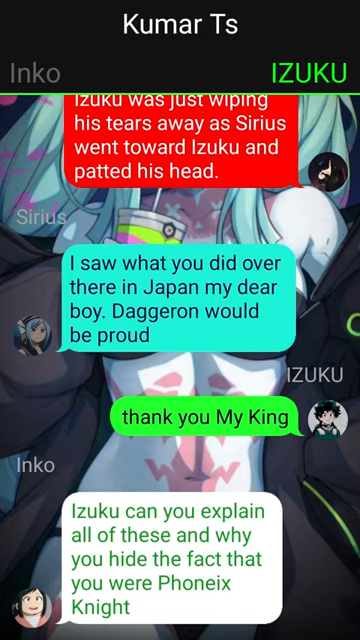 Kumar Ts
Inko
IZUKU
Izuku was just wiping
his tears away as Sirius
went toward Izuku and
patted his head.
Sirius
I saw what you did over
there in Japan my dear
boy. Daggeron would
be proud
IZUKU
thank you My King
Inko
Izuku can you explain
all of these and why
you hide the fact that
you were Phoneix
Knight